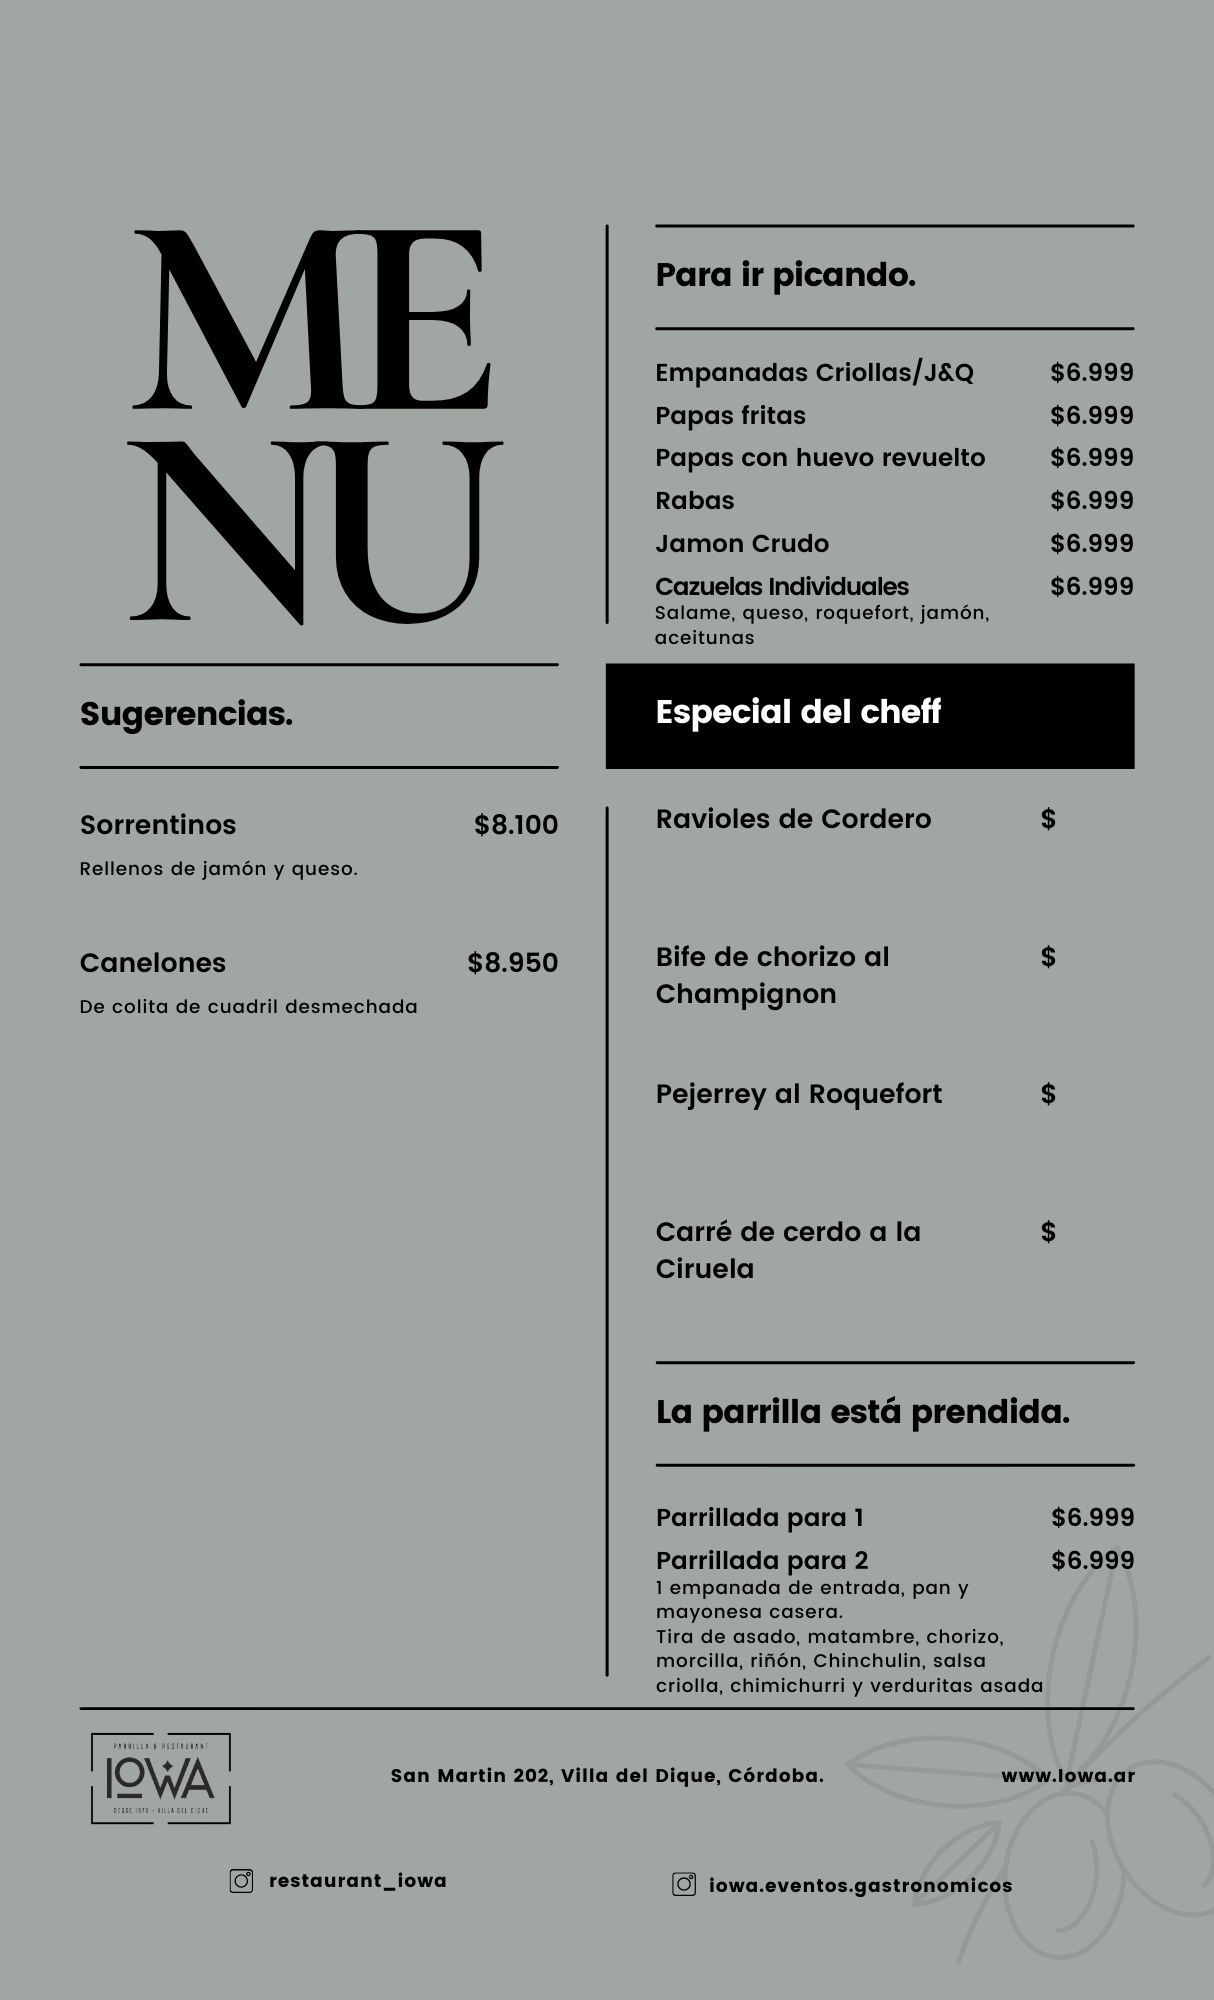 ME
NU
Para ir picando.
Empanadas Criollas/J&Q $6.999
Papas fritas $6.999
Papas con huevo revuelto $6.999
Rabas $6.999
Jamon Crudo $6.999
Cazuelas Individuales $6.999
Salame, queso, roquefort, jamón,
aceitunas
Sugerencias.
Sorrentinos $8.100
Rellenos de jamón y queso.
Canelones $8.950
De colita de cuadril desmechada
Especial del cheff
Ravioles de Cordero $
Bife de chorizo al $
Champignon
Pejerrey al Roquefort $
Carré de cerdo a la $
Ciruela
La parrilla está prendida.
Parrillada para 1 $6.999
Parrillada para 2 $6.999
1 empanada de entrada, pan y
mayonesa casera.
Tira de asado, matambre, chorizo,
morcilla, riñón, Chinchulin, salsa
criolla, chimichurri y verduritas asada
PARRILLA & RESTAURANT
IOWA
DESDE 1970 - VILLA DEL DIQUE
San Martin 202, Villa del Dique, Córdoba.
www.Iowa.ar
restaurant_iowa
iowa.eventos.gastronomicos